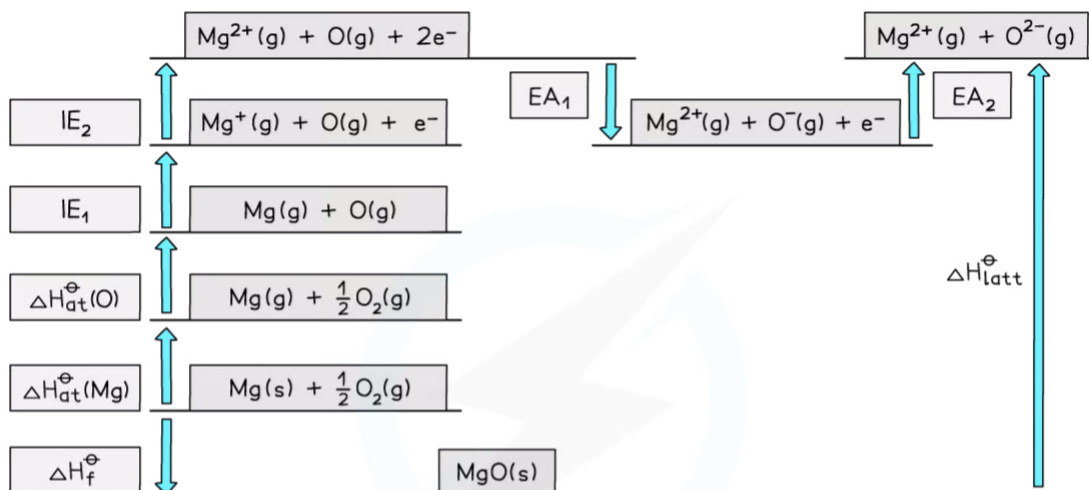 Mg²⁺(g) + O(g) + 2e⁻
Mg²⁺(g) + O²⁻(g)
EA₁
EA₂
IE₂
Mg⁺(g) + O(g) + e⁻
Mg²⁺(g) + O⁻(g) + e⁻
IE₁
Mg(g) + O(g)
ΔH⦵latt
ΔH⦵at(O)
Mg(g) + ½O₂(g)
ΔH⦵at(Mg)
Mg(s) + ½O₂(g)
ΔH⦵f
MgO(s)